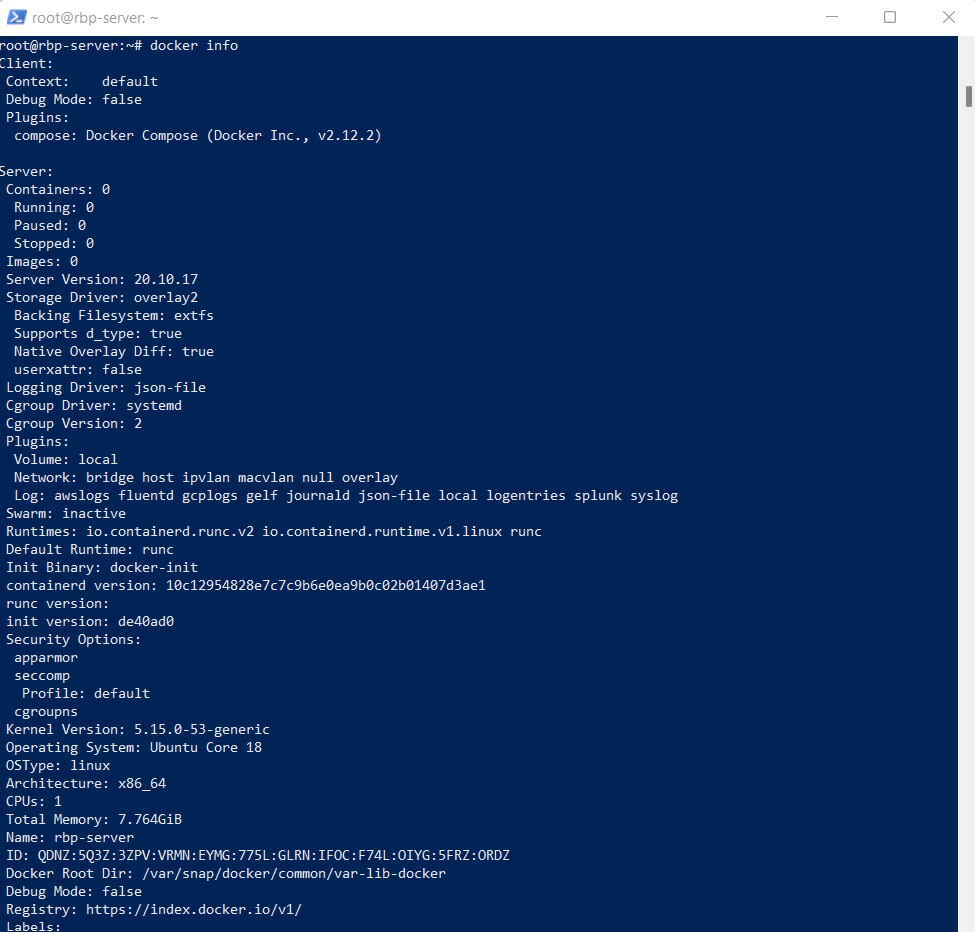 root@rbp-server: ~
root@rbp-server:~# docker info
Client:
 Context:    default
 Debug Mode: false
 Plugins:
  compose: Docker Compose (Docker Inc., v2.12.2)

Server:
 Containers: 0
  Running: 0
  Paused: 0
  Stopped: 0
 Images: 0
 Server Version: 20.10.17
 Storage Driver: overlay2
  Backing Filesystem: extfs
  Supports d_type: true
  Native Overlay Diff: true
  userxattr: false
 Logging Driver: json-file
 Cgroup Driver: systemd
 Cgroup Version: 2
 Plugins:
  Volume: local
  Network: bridge host ipvlan macvlan null overlay
  Log: awslogs fluentd gcplogs gelf journald json-file local logentries splunk syslog
 Swarm: inactive
 Runtimes: io.containerd.runc.v2 io.containerd.runtime.v1.linux runc
 Default Runtime: runc
 Init Binary: docker-init
 containerd version: 10c12954828e7c7c9b6e0ea9b0c02b01407d3ae1
 runc version:
 init version: de40ad0
 Security Options:
  apparmor
  seccomp
   Profile: default
  cgroupns
 Kernel Version: 5.15.0-53-generic
 Operating System: Ubuntu Core 18
 OSType: linux
 Architecture: x86_64
 CPUs: 1
 Total Memory: 7.764GiB
 Name: rbp-server
 ID: QDNZ:5Q3Z:3ZPV:VRMN:EYMG:775L:GLRN:IFOC:F74L:OIYG:5FRZ:ORDZ
 Docker Root Dir: /var/snap/docker/common/var-lib-docker
 Debug Mode: false
 Registry: https://index.docker.io/v1/
 Labels: